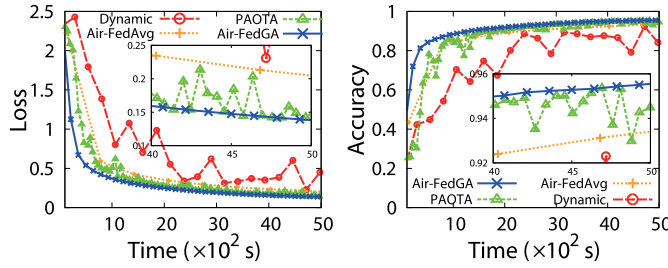 2.5
2
1.5
1
0.5
0
Loss
Dynamic
PAOTA
Air-FedAvg
Air-FedGA
0.25
0.2
0.15
0.1
40
45
50
10
20
30
40
50
Time (×10² s)
1
0.8
0.6
0.4
0.2
0
Accuracy
0.96
0.94
0.92
40
45
50
Air-FedGA
Air-FedAvg
PAOTA
Dynamic
10
20
30
40
50
Time (×10² s)